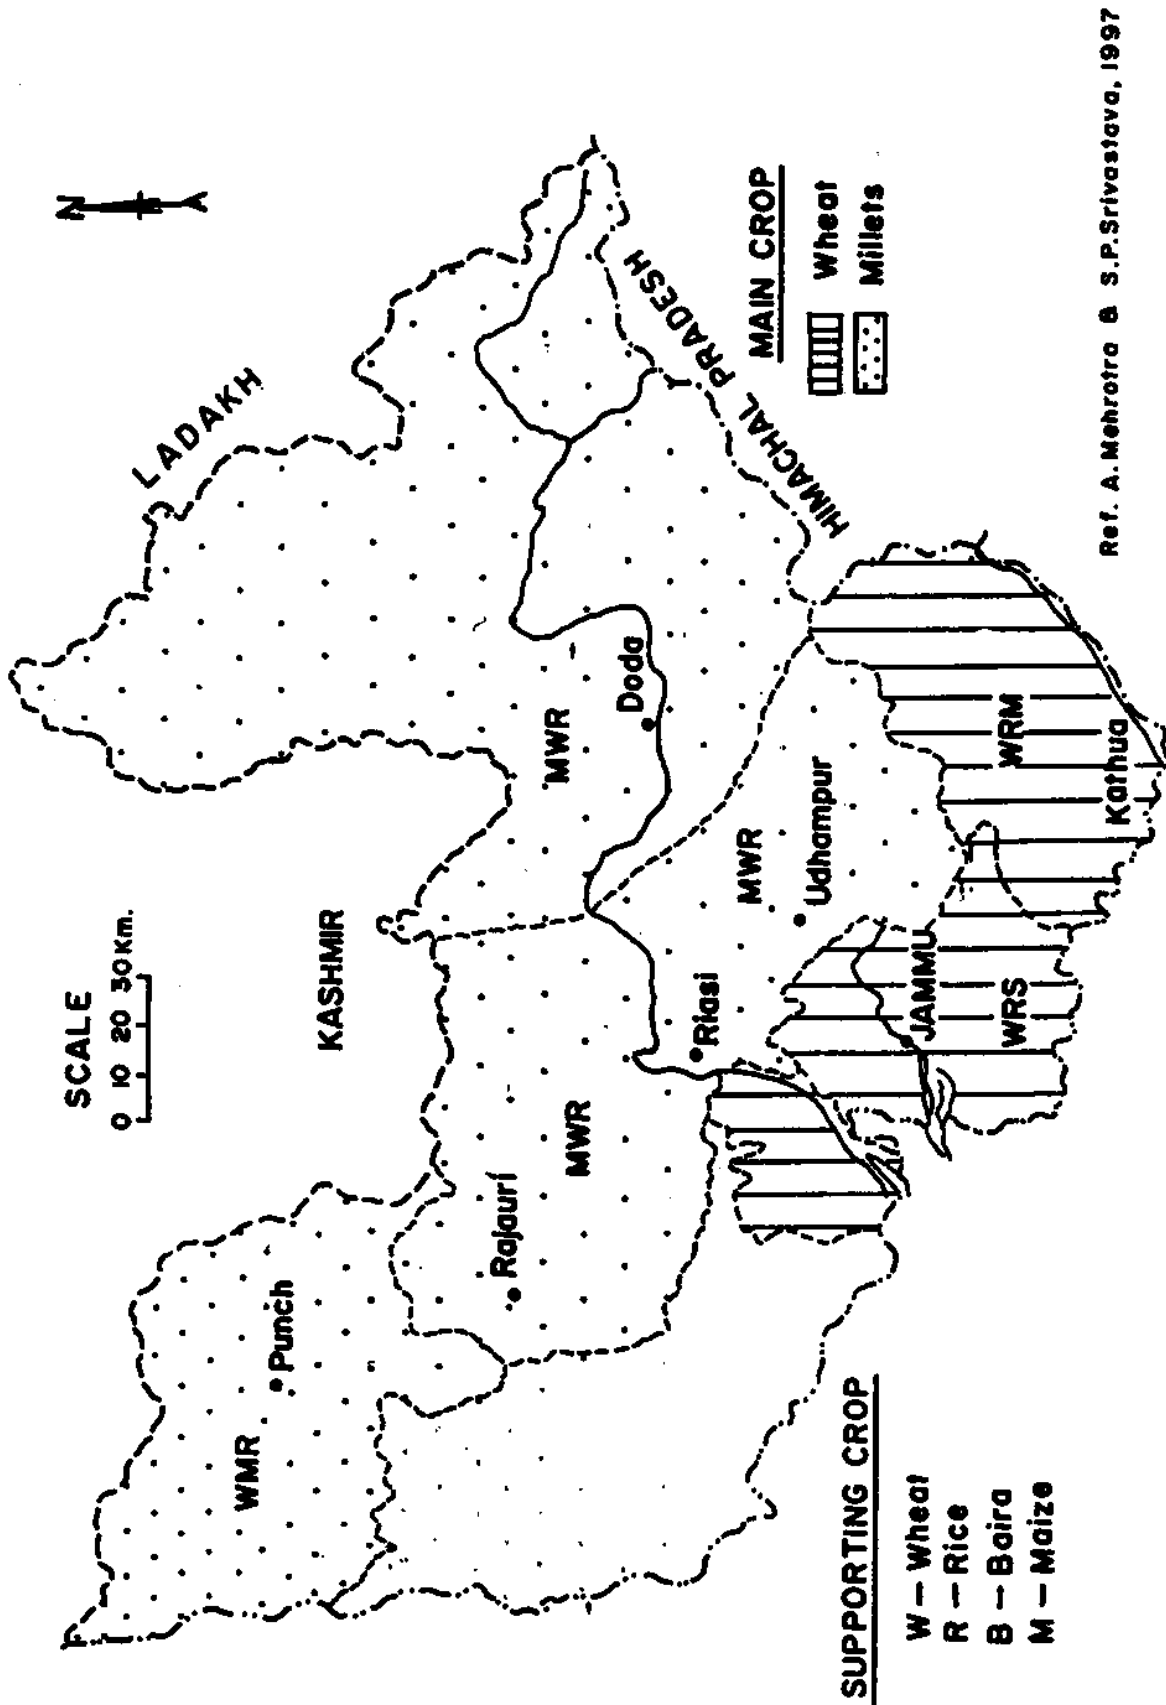 N
SCALE
0 10 20 30 Km.
LADAKH
KASHMIR
WMR
Punch
Rajauri
MWR
MWR
Doda
HIMACHAL PRADESH
Riasi
MWR
Udhampur
JAMMU
WRS
WRM
Kathua
MAIN CROP
Wheat
Millets
SUPPORTING CROP
W — Wheat
R — Rice
B — Baira
M — Maize
Ref. A. Mehrotra & S.P.Srivastava, 1997